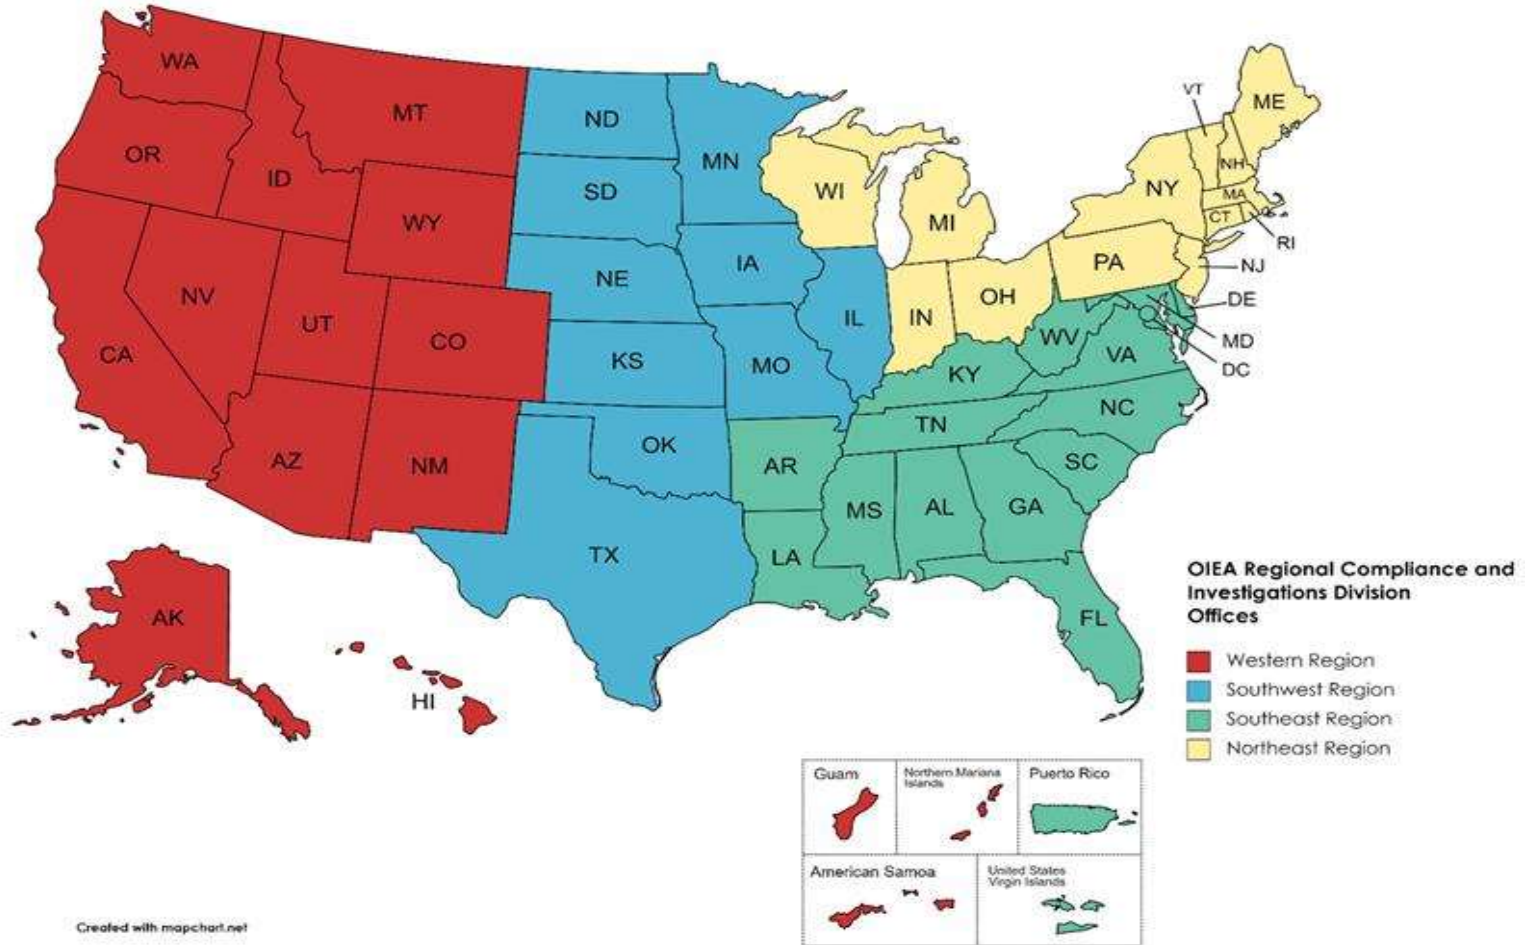 WA
MT
ND
MN
OR
ID
SD
WI
MI
VT
ME
NH
NY
MA
CT
RI
WY
NE
IA
PA
NJ
NV
UT
CO
IL
IN
OH
DE
CA
KS
MO
WV
VA
MD
DC
KY
NC
TN
AZ
NM
OK
AR
SC
MS
AL
GA
TX
LA
FL
AK
HI
OIEA Regional Compliance and
Investigations Division
Offices
Western Region
Southwest Region
Southeast Region
Northeast Region
Guam
Northern Mariana
Islands
Puerto Rico
American Samoa
United States
Virgin Islands
Created with mapchart.net